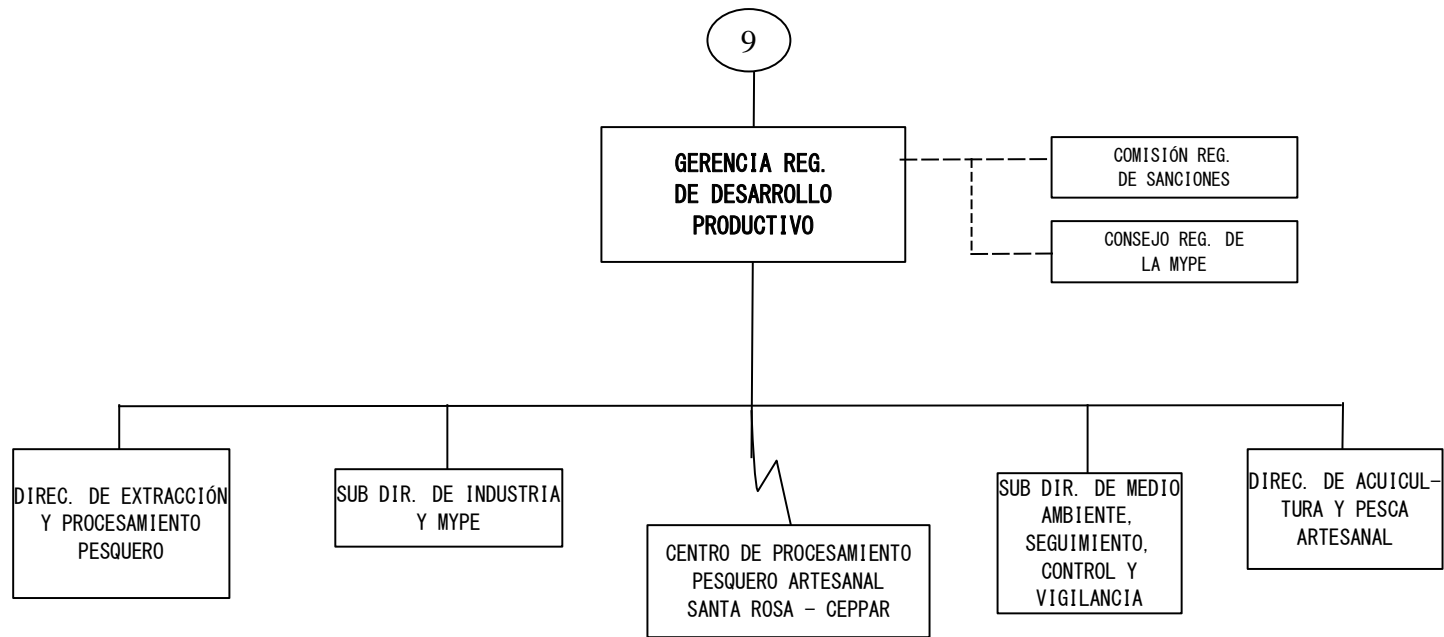 9
GERENCIA REG.
DE DESARROLLO
PRODUCTIVO
COMISIÓN REG.
DE SANCIONES
CONSEJO REG. DE
LA MYPE
DIREC. DE EXTRACCIÓN
Y PROCESAMIENTO
PESQUERO
SUB DIR. DE INDUSTRIA
Y MYPE
CENTRO DE PROCESAMIENTO
PESQUERO ARTESANAL
SANTA ROSA - CEPPAR
SUB DIR. DE MEDIO
AMBIENTE,
SEGUIMIENTO,
CONTROL Y
VIGILANCIA
DIREC. DE ACUICUL-
TURA Y PESCA
ARTESANAL